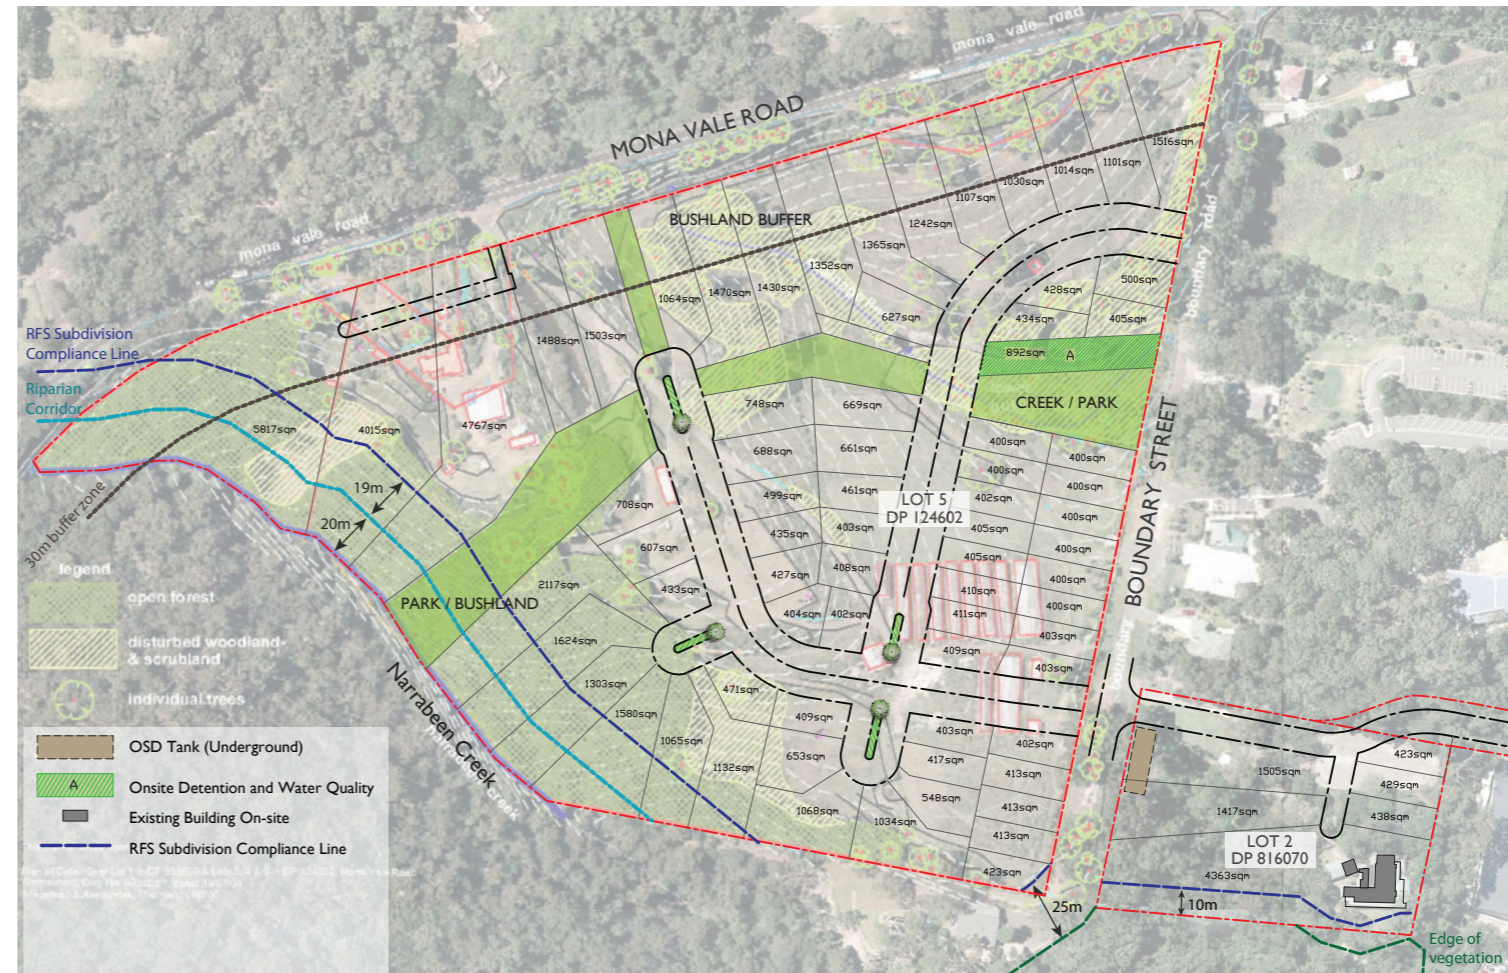 mona vale road
MONA VALE ROAD
mona vale road
BUSHLAND BUFFER
1516sqm
1101sqm
1014sqm
1030sqm
1107sqm
1242sqm
1365sqm
1352sqm
1430sqm
1470sqm
1064sqm
627sqm
boundary road
500sqm
428sqm
405sqm
434sqm
892sqm
A
CREEK / PARK
1503sqm
1488sqm
RFS Subdivision
Compliance Line
Riparian
Corridor
5817sqm
4015sqm
4767sqm
30m buffer zone
19m
20m
748sqm
669sqm
688sqm
661sqm
499sqm
461sqm
435sqm
403sqm
427sqm
408sqm
404sqm
402sqm
LOT 5
DP 124602
400sqm
400sqm
400sqm
400sqm
402sqm
400sqm
405sqm
400sqm
405sqm
400sqm
410sqm
400sqm
411sqm
403sqm
409sqm
403sqm
BOUNDARY STREET
708sqm
607sqm
433sqm
2117sqm
PARK / BUSHLAND
1624sqm
1303sqm
1580sqm
1065sqm
1132sqm
471sqm
409sqm
653sqm
1068sqm
1034sqm
403sqm
402sqm
417sqm
413sqm
548sqm
413sqm
413sqm
423sqm
Narrabeen Creek
legend
open forest
disturbed woodland
& scrubland
individual trees
OSD Tank (Underground)
A
Onsite Detention and Water Quality
Existing Building On-site
RFS Subdivision Compliance Line
1505sqm
423sqm
429sqm
1417sqm
438sqm
LOT 2
DP 816070
4363sqm
25m
10m
Edge of
vegetation